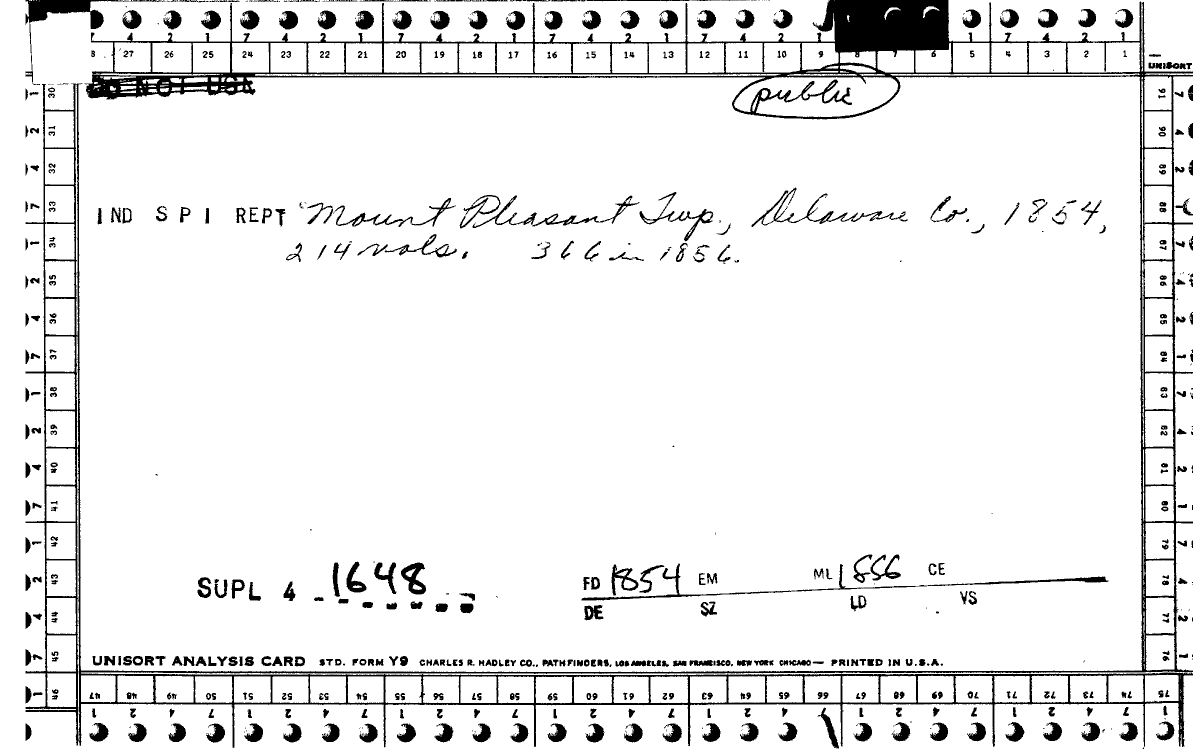 7 4 2 1 7 4 2 1 7 4 2 1 7 4 2 1 7 4 2 1 7 4 2 1
27 26 25 24 23 22 21 20 19 18 17 16 15 14 13 12 11 10 9 8 7 6 5 4 3 2 1
UNISORT
DO NOT USE
public
IND S P I REPT Mount Pleasant Twp., Delaware Co., 1854,
214 vols. 366 in 1856.
SUPL 4 1648
FD 1854 EM ML 1856 CE
DE SZ LD VS
UNISORT ANALYSIS CARD STD. FORM Y9 CHARLES R. HADLEY CO., PATHFINDERS, LOS ANGELES, SAN FRANCISCO, NEW YORK CHICAGO — PRINTED IN U.S.A.
47 48 49 50 51 52 53 54 55 56 57 58 59 60 61 62 63 64 65 66 67 68 69 70 71 72 73 74 75
1 2 4 7 1 2 4 7 1 2 4 7 1 2 4 7 1 2 4 7 1 2 4 7 1 2 4 7 1
30 31 32 33 34 35 36 37 38 39 40 41 42 43 44 45 46
91 90 89 88 87 86 85 84 83 82 81 80 79 78 77 76